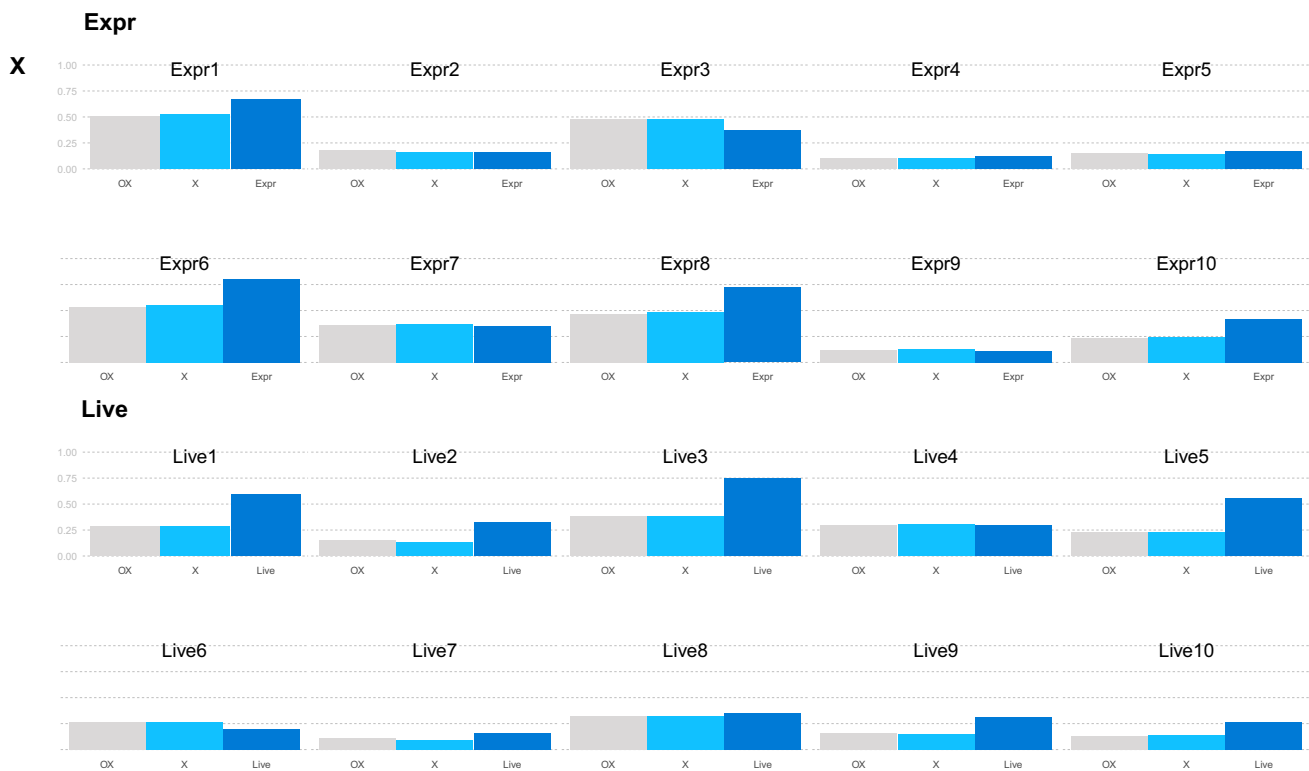 Expr
X
1.00 Expr1 Expr2 Expr3 Expr4 Expr5
0.75
0.50
0.25
0.00
OX X Expr OX X Expr OX X Expr OX X Expr OX X Expr
Expr6 Expr7 Expr8 Expr9 Expr10
OX X Expr OX X Expr OX X Expr OX X Expr OX X Expr
Live
1.00 Live1 Live2 Live3 Live4 Live5
0.75
0.50
0.25
0.00
OX X Live OX X Live OX X Live OX X Live OX X Live
Live6 Live7 Live8 Live9 Live10
OX X Live OX X Live OX X Live OX X Live OX X Live